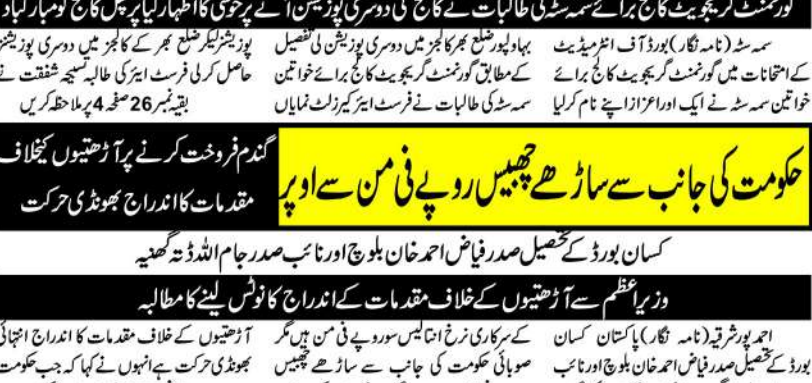 گورنمنٹ گریجویٹ کالج برائے سمہ سٹہ کی طالبات نے کالج کی دوسری پوزیشن آنے پر خوشی کا اظہار کیا پرنسپل کالج کو مبارکباد
سمہ سٹہ (نامہ نگار) بورڈ آف انٹرمیڈیٹ
کے امتحانات میں گورنمنٹ گریجویٹ کالج برائے
خواتین سمہ سٹہ نے ایک اور اعزاز اپنے نام کرلیا
بہاولپور ضلع بھر کالجز میں دوسری پوزیشن لی تفصیل
کے مطابق گورنمنٹ گریجویٹ کالج برائے خواتین
سمہ سٹہ کی طالبات نے فرسٹ ایئر کیرزلٹ نمایاں
پوزیشنز لیکر ضلع بھر کے کالجز میں دوسری پوزیشن
حاصل کرلی فرسٹ ایئر کی طالبہ شفقت نے
بقیہ نمبر 26 صفحہ 4 پر ملاحظہ کریں
حکومت کی جانب سے ساڑھے چھبیس روپے فی من سے اوپر
گندم فروخت کرنے پر آڑھتیوں کیخلاف
مقدمات کا اندراج بھونڈی حرکت
کسان بورڈ کے تحصیل صدر فیاض احمد خان بلوچ اور نائب صدر جام اللہ ڈتہ گھنیہ
وزیراعظم سے آڑھتیوں کے خلاف مقدمات کے اندراج کا نوٹس لینے کا مطالبہ
احمد پور شرقیہ (نامہ نگار) پاکستان کسان
بورڈ کے تحصیل صدر فیاض احمد خان بلوچ اور نائب
کے سرکاری نرخ انتالیس سو روپے فی من ہیں مگر
صوبائی حکومت کی جانب سے ساڑھے چھبیس
آڑھتیوں کے خلاف مقدمات کا اندراج انتہائی
بھونڈی حرکت ہے انہوں نے کہا کہ جب حکومت